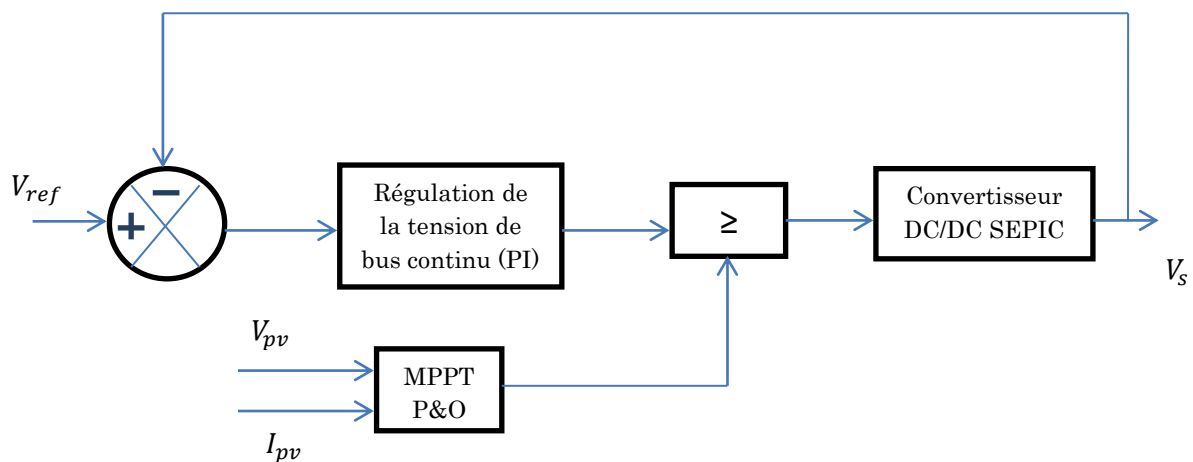 V_ref
−
+
Régulation de
la tension de
bus continu (PI)
≥
Convertisseur
DC/DC SEPIC
V_s
V_pv
MPPT
P&O
I_pv